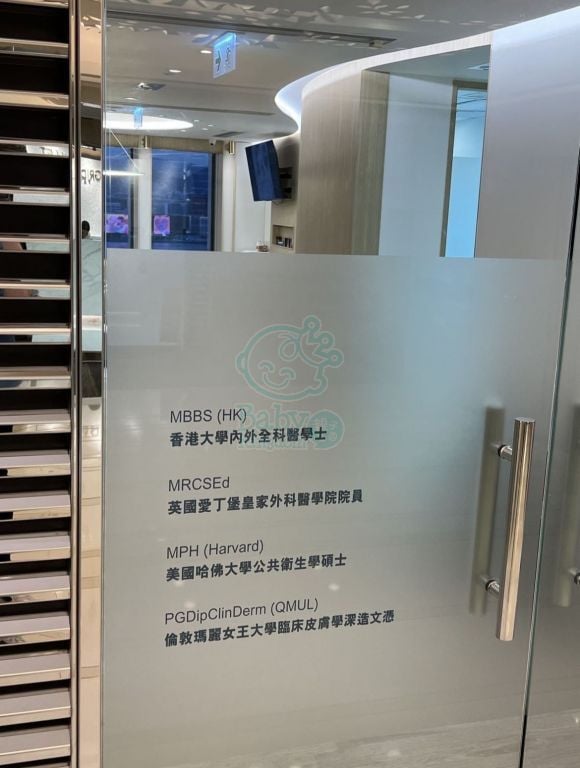 MBBS (HK)
香港大學內外全科醫學士
MRCSEd
英國愛丁堡皇家外科醫學院院員
MPH (Harvard)
美國哈佛大學公共衛生學碩士
PGDipClinDerm (QMUL)
倫敦瑪麗女王大學臨床皮膚學深造文憑
Baby